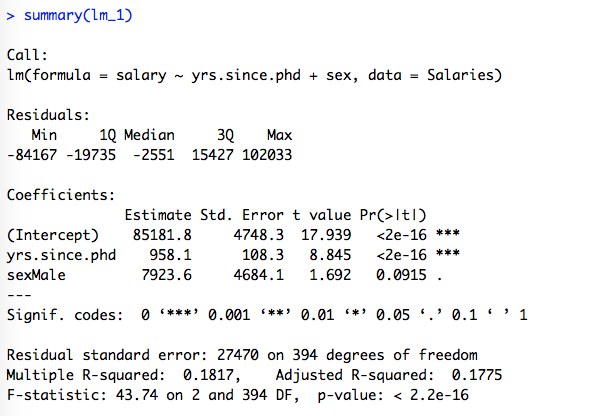 > summary(lm_1)

Call:
lm(formula = salary ~ yrs.since.phd + sex, data = Salaries)

Residuals:
   Min     1Q Median     3Q    Max
-84167 -19735  -2551  15427 102033

Coefficients:
              Estimate Std. Error t value Pr(>|t|)
(Intercept)    85181.8     4748.3  17.939   <2e-16 ***
yrs.since.phd    958.1      108.3   8.845   <2e-16 ***
sexMale         7923.6     4684.1   1.692   0.0915 .
---
Signif. codes:  0 ‘***’ 0.001 ‘**’ 0.01 ‘*’ 0.05 ‘.’ 0.1 ‘ ’ 1

Residual standard error: 27470 on 394 degrees of freedom
Multiple R-squared:  0.1817,    Adjusted R-squared:  0.1775
F-statistic: 43.74 on 2 and 394 DF,  p-value: < 2.2e-16